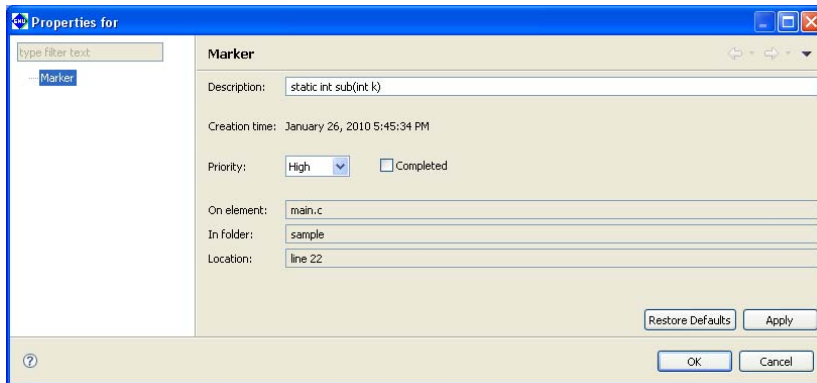 GNU Properties for
type filter text
Marker
Marker
Description: static int sub(int k)
Creation time: January 26, 2010 5:45:34 PM
Priority: High Completed
On element: main.c
In folder: sample
Location: line 22
Restore Defaults Apply
OK Cancel